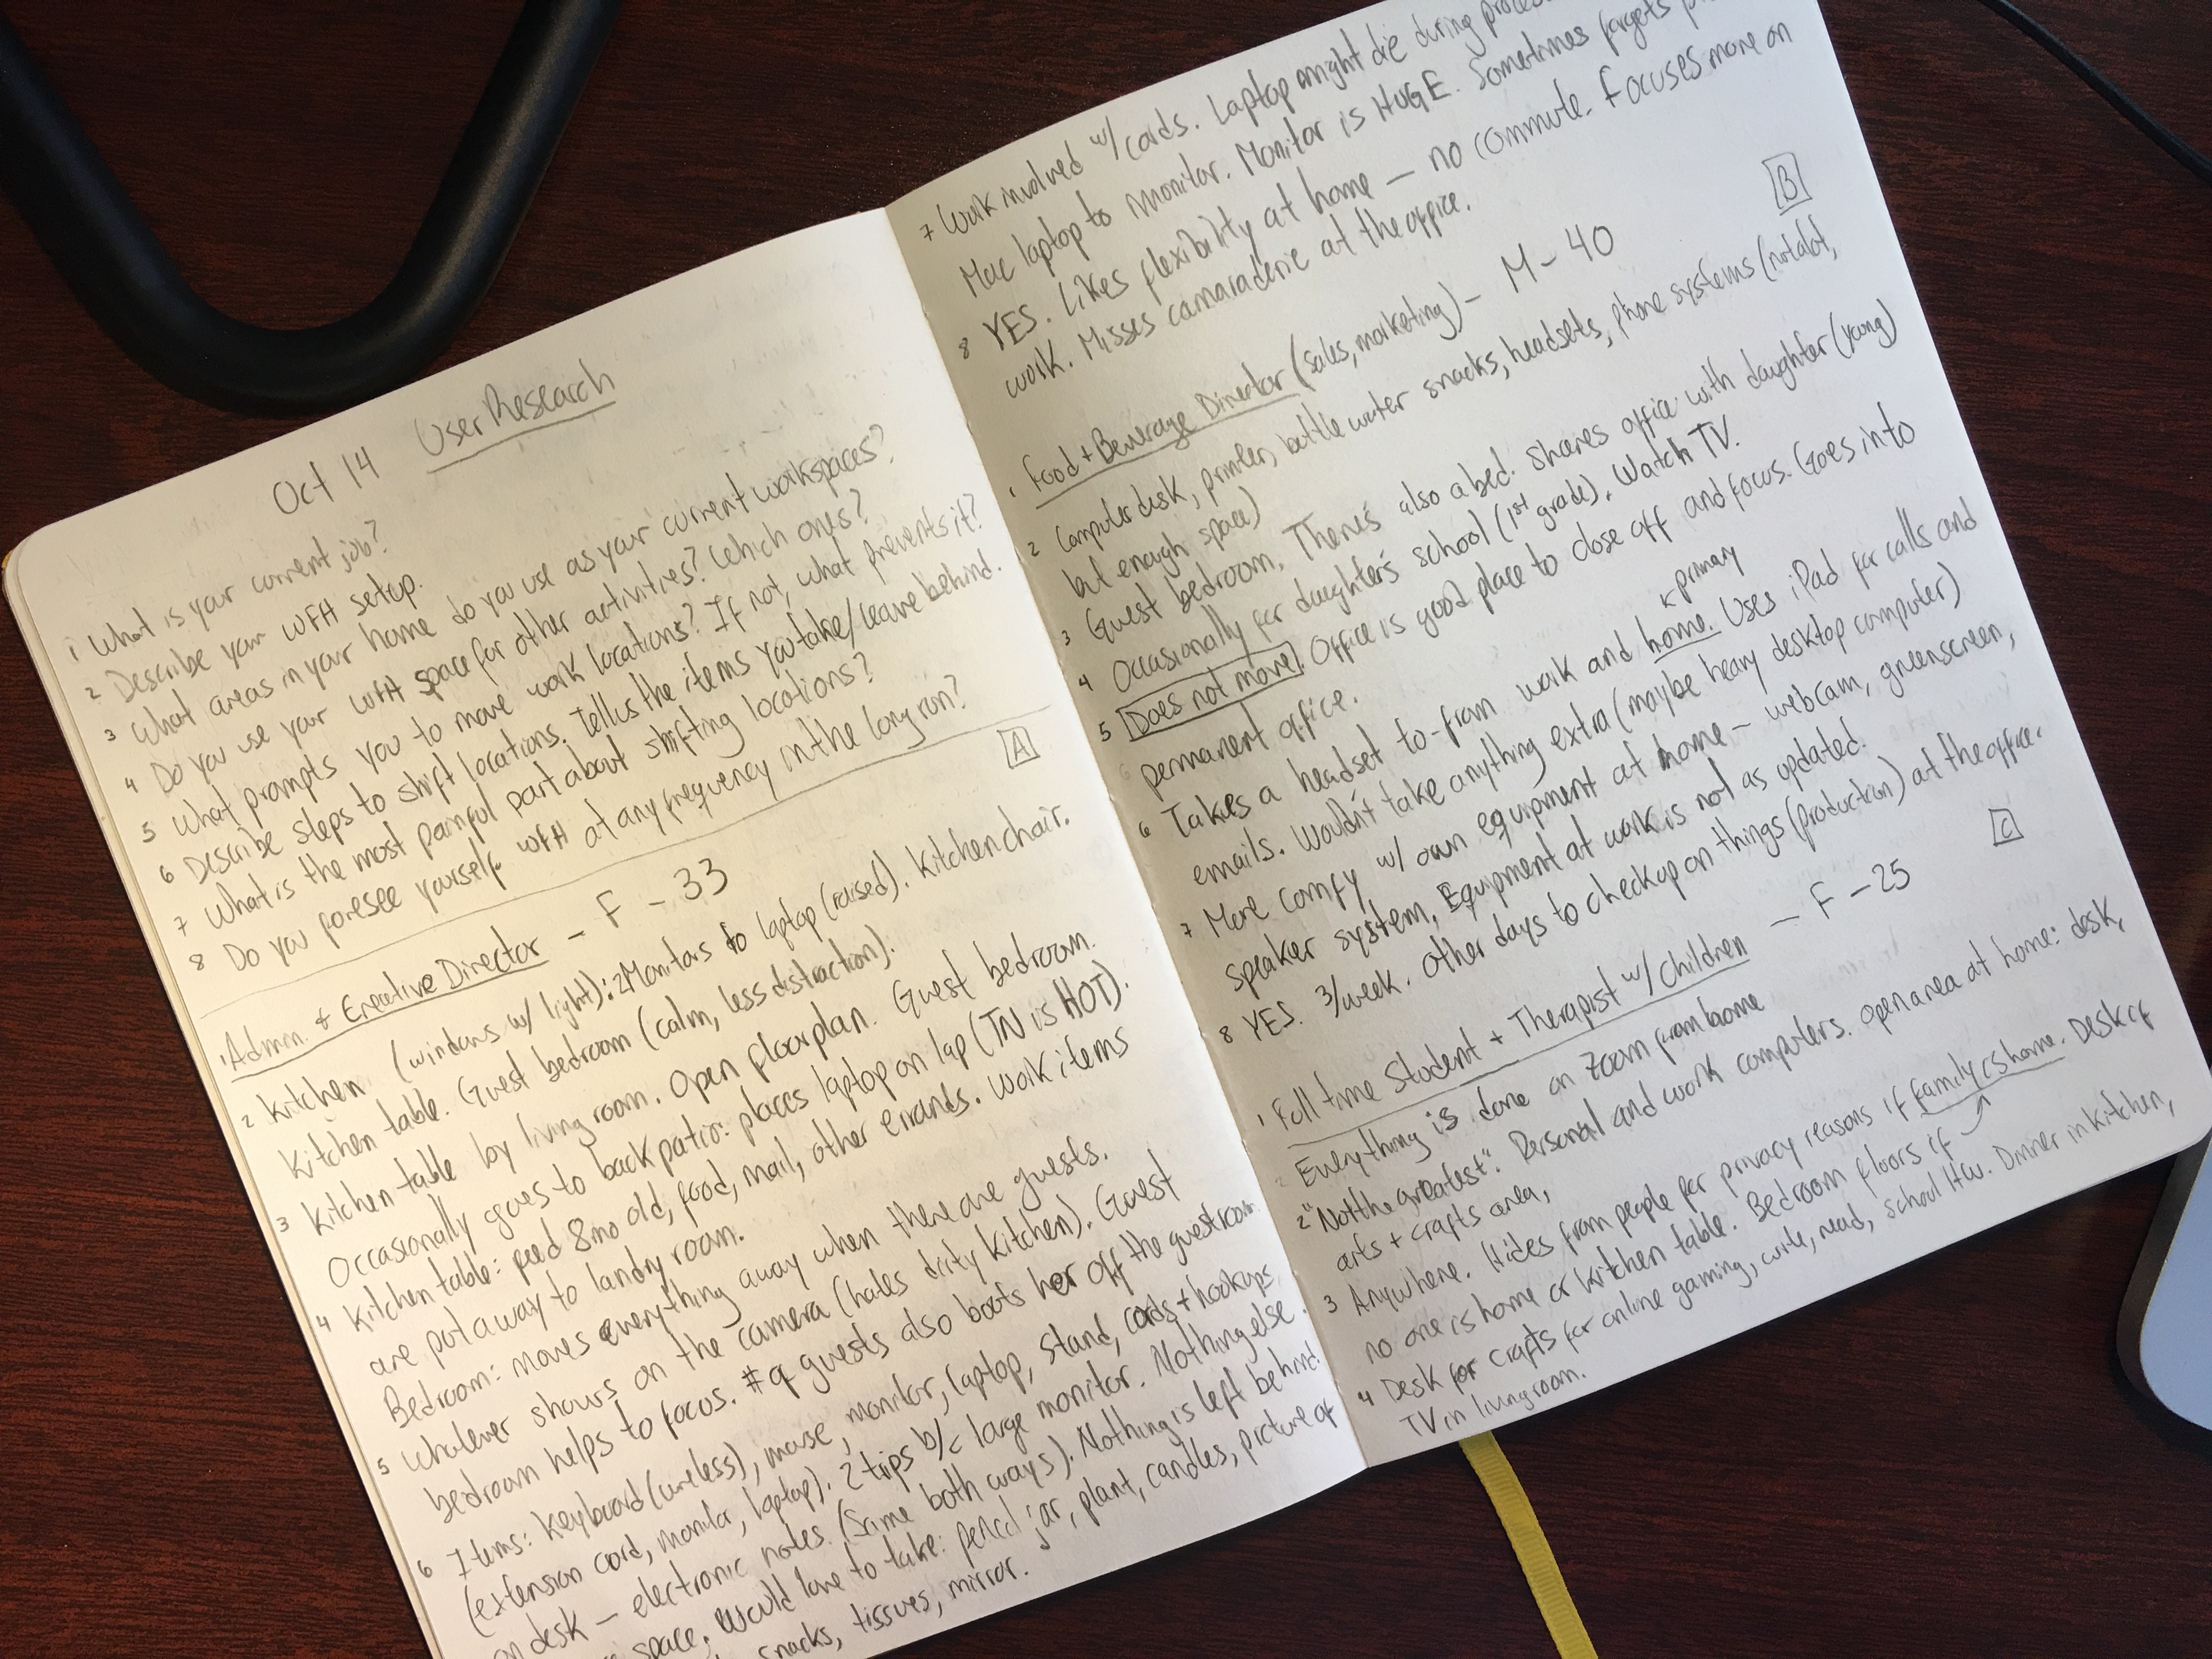 Oct 14 User Research
1 What is your current job?
2 Describe your WFH setup.
3 What areas in your home do you use as your current workspaces?
4 Do you use your WFH space for other activities? Which ones?
5 What prompts you to move work locations? If not, what prevents it?
6 Describe steps to shift locations. Tell us the items you take/leave behind.
7 What is the most painful part about shifting locations?
8 Do you foresee yourself WFH at any frequency in the long run?
A
1 Admin. & Creative Director - F - 33
2 Kitchen (windows w/ light): 2 Monitors to laptop (raised). Kitchen chair.
Kitchen table. Guest bedroom (calm, less distraction).
3 Kitchen table by living room. Open floorplan. Guest bedroom.
Occasionally goes to back patio: places laptop on lap (TN is HOT).
4 Kitchen table: feed 8mo old, food, mail, other errands. Work items
are put away to landry room.
Bedroom: moves everything away when there are guests.
5 Whatever shows on the camera (hates dirty kitchen). Guest
bedroom helps to focus. # of guests also boots her off the guestroom
6 Items: Keyboard (wireless), mouse, monitor, laptop, stand, cords + hookups
(extension cord, monitor, laptop). 2 trips b/c large monitor. Nothing else
on desk — electronic notes. (Same both ways). Nothing is left behind.
space. Would love to take: pencil jar, plant, candles, picture of
snacks, tissues, mirror.
7 Work involved w/ cords. Laptop might die during
Mac laptop to monitor. Monitor is HUGE. Sometimes forgets
8 YES. Likes flexibility at home — no commute. Focuses more on
work. Misses camaraderie at the office.
B
1 Food + Beverage Director (sales, marketing) - M - 40
2 Computer desk, printer, bottle water snacks, headsets, phone systems (not alot,
but enough space)
3 Guest bedroom. There's also a bed. Shares office with daughter (young)
4 Occasionally for daughter's school (1st grade). Watch TV.
5 Does not move. Office is good place to close off and focus. Goes into
permanent office.
primary
6 Takes a headset to-from work and home. Uses iPad for calls and
emails. Wouldn't take anything extra (maybe heavy desktop computer)
7 More comfy w/ own equipment at home — webcam, greenscreen,
speaker system, Equipment at work is not as updated.
8 YES. 3/week. Other days to checkup on things (production) at the office.
C
1 Full time Student + Therapist w/ Children - F - 25
2 Everything is done on Zoom from home
2 "Not the greatest". Personal and work computers. Open area at home: desk,
arts + crafts area,
3 Anywhere. Hides from people for privacy reasons if family is home. Desk if
no one is home or kitchen table. Bedroom floors if
4 Desk for crafts for online gaming, write, read, school HW. Dinner in kitchen,
TV in livingroom.